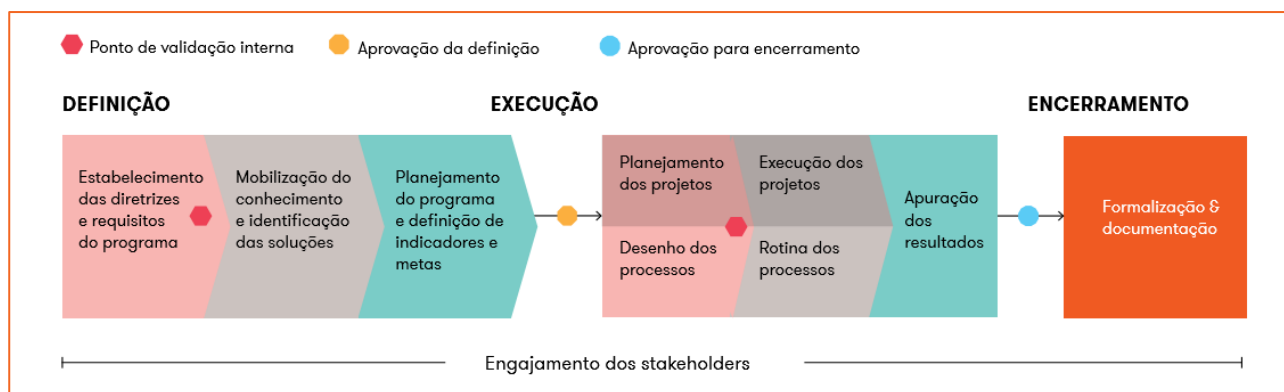 Ponto de validação interna
Aprovação da definição
Aprovação para encerramento
DEFINIÇÃO
EXECUÇÃO
ENCERRAMENTO
Estabelecimento
das diretrizes
e requisitos
do programa
Mobilização do
conhecimento
e identificação
das soluções
Planejamento
do programa
e definição de
indicadores e
metas
Planejamento
dos projetos
Execução dos
projetos
Desenho dos
processos
Rotina dos
processos
Apuração
dos
resultados
Formalização &
documentação
Engajamento dos stakeholders